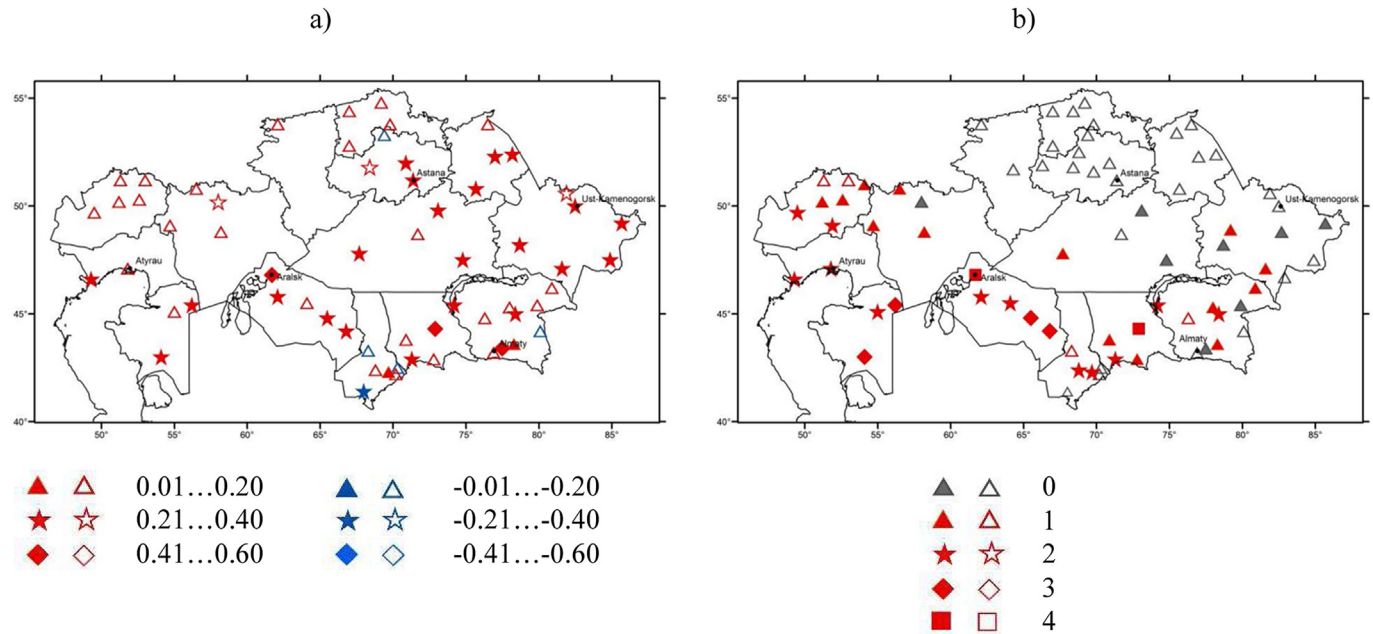 a) b)
55° 55°
Astana Astana
50° 50°
Ust-Kamenogorsk Ust-Kamenogorsk
Atyrau Atyrau
Aralsk Aralsk
45° 45°
Almaty Almaty
40° 40°
50° 55° 60° 65° 70° 75° 80° 85° 50° 55° 60° 65° 70° 75° 80° 85°
0.01…0.20 -0.01…-0.20 0
0.21…0.40 -0.21…-0.40 1
0.41…0.60 -0.41…-0.60 2
3
4